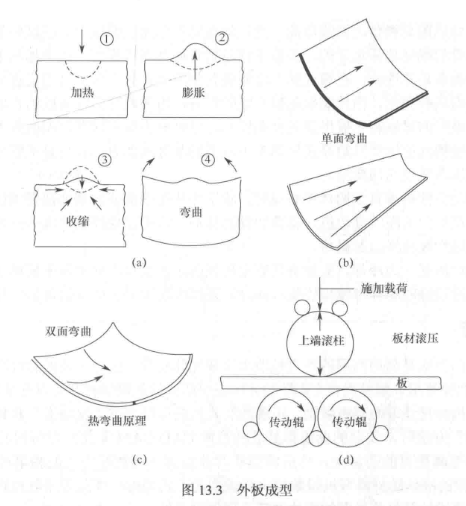 ①
加热
②
膨胀
③
收缩
④
弯曲
(a)
单面弯曲
(b)
双面弯曲
热弯曲原理
(c)
施加载荷
上端滚柱
板材滚压
板
传动辊
传动辊
(d)
图 13.3 外板成型